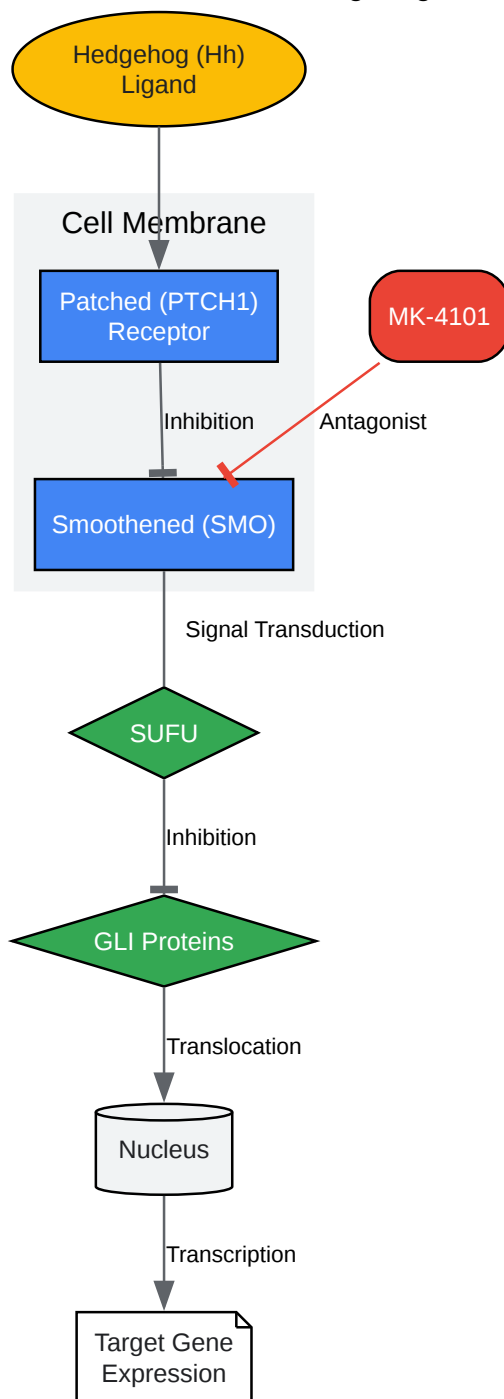 Hedgehog (Hh)
Ligand
Cell Membrane
Patched (PTCH1)
Receptor
MK-4101
Inhibition
Antagonist
Smoothened (SMO)
Signal Transduction
SUFU
Inhibition
GLI Proteins
Translocation
Nucleus
Transcription
Target Gene
Expression